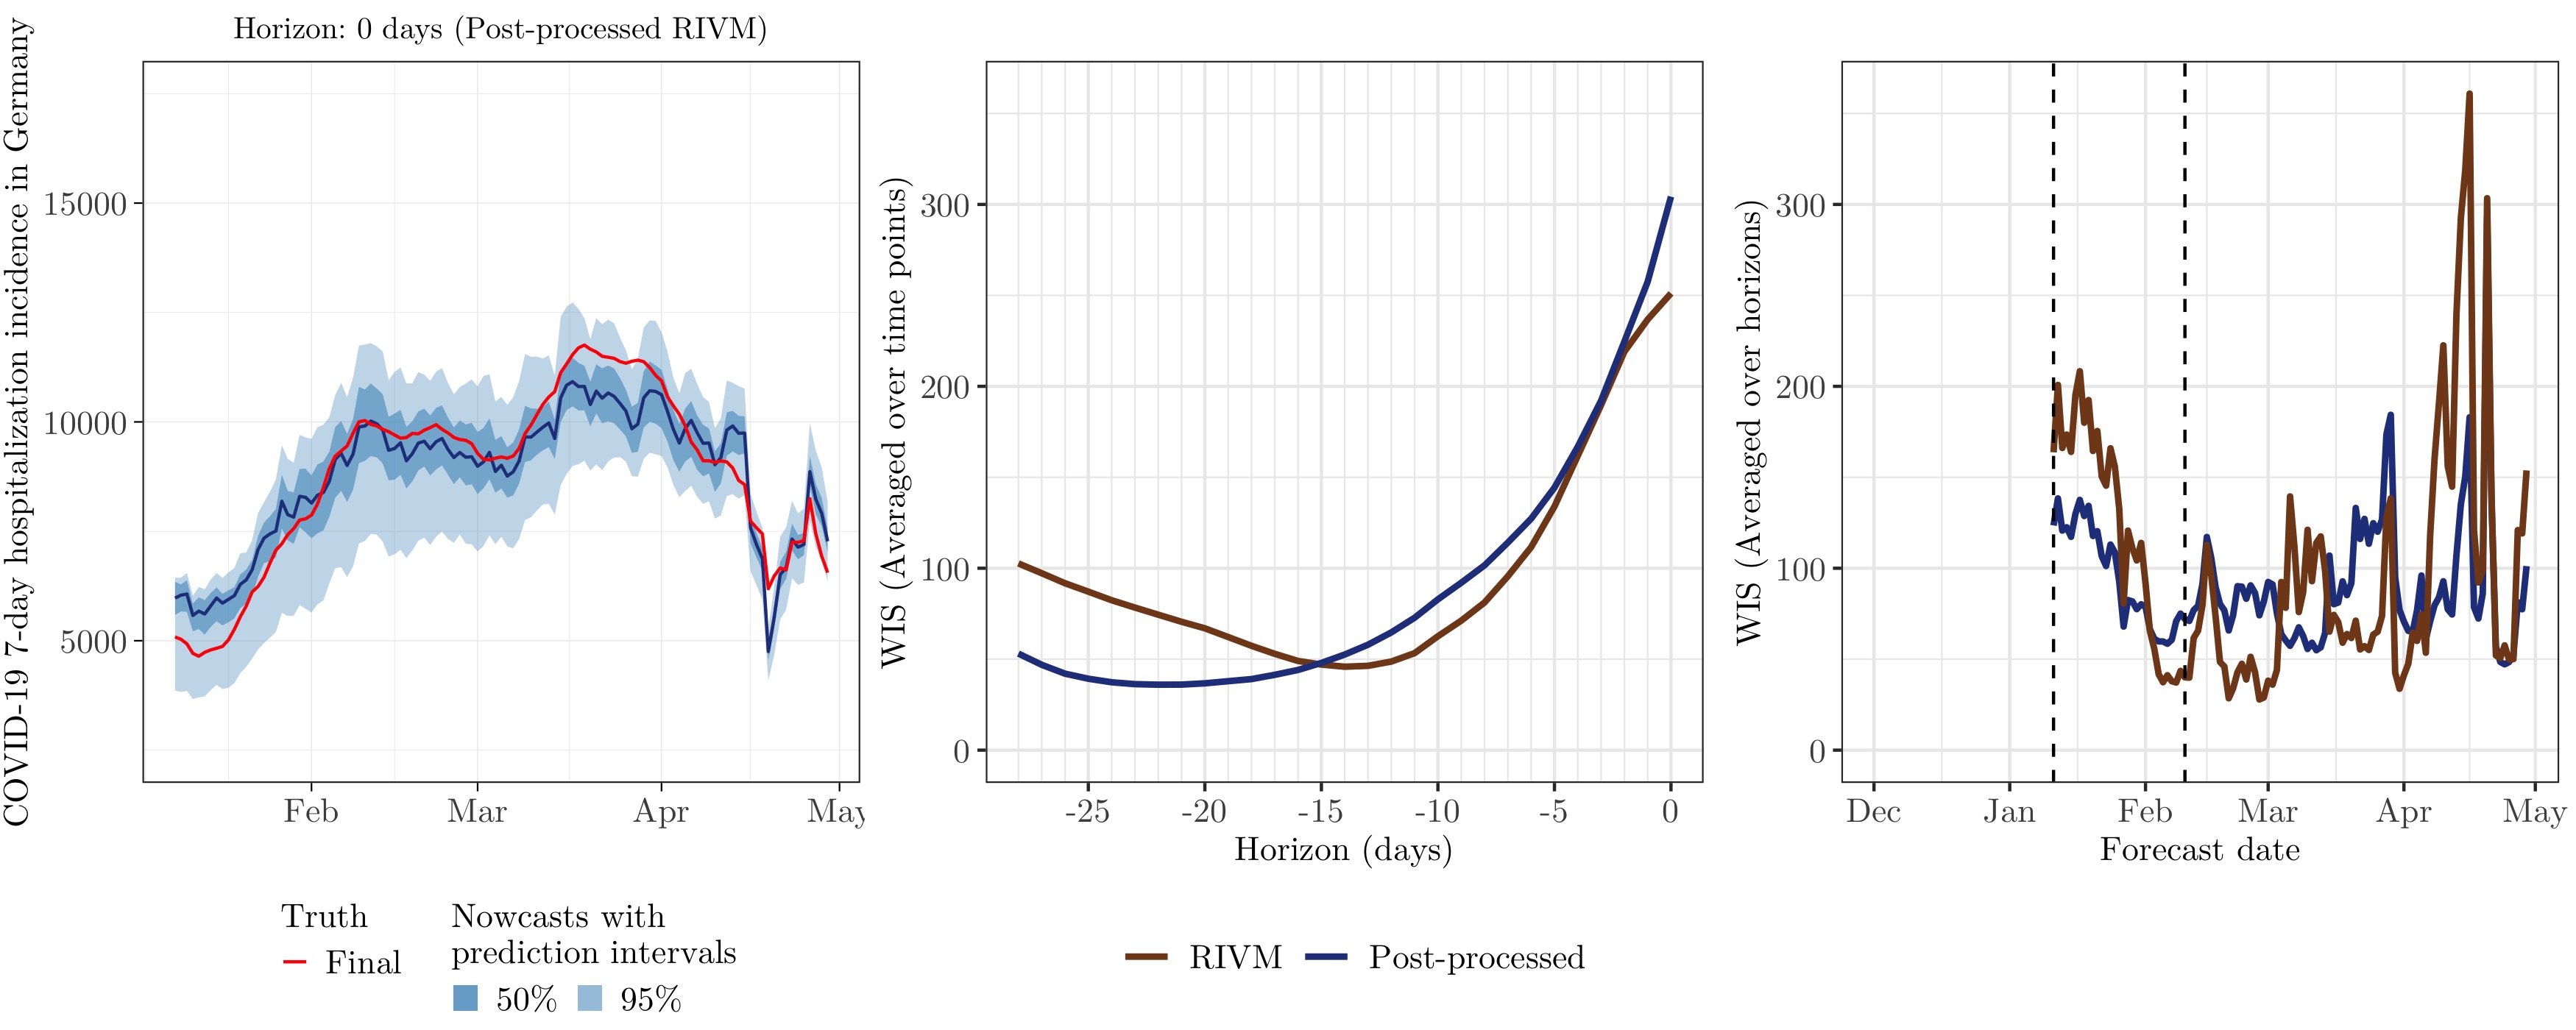 Horizon: 0 days (Post-processed RIVM)
COVID-19 7-day hospitalization incidence in Germany
15000
10000
5000
Feb Mar Apr May
Truth
Final
Nowcasts with
prediction intervals
50% 95%
WIS (Averaged over time points)
300
200
100
0
-25 -20 -15 -10 -5 0
Horizon (days)
RIVM Post-processed
WIS (Averaged over horizons)
300
200
100
0
Dec Jan Feb Mar Apr May
Forecast date